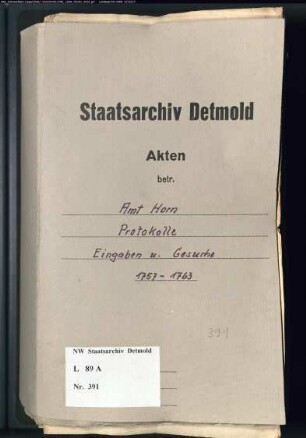 Staatsarchiv Detmold
Akten
betr.
Amt Horn
Protokolle
Eingaben u. Gesuche
1757 - 1763
391
NW Staatsarchiv Detmold
L 89 A
Nr. 391